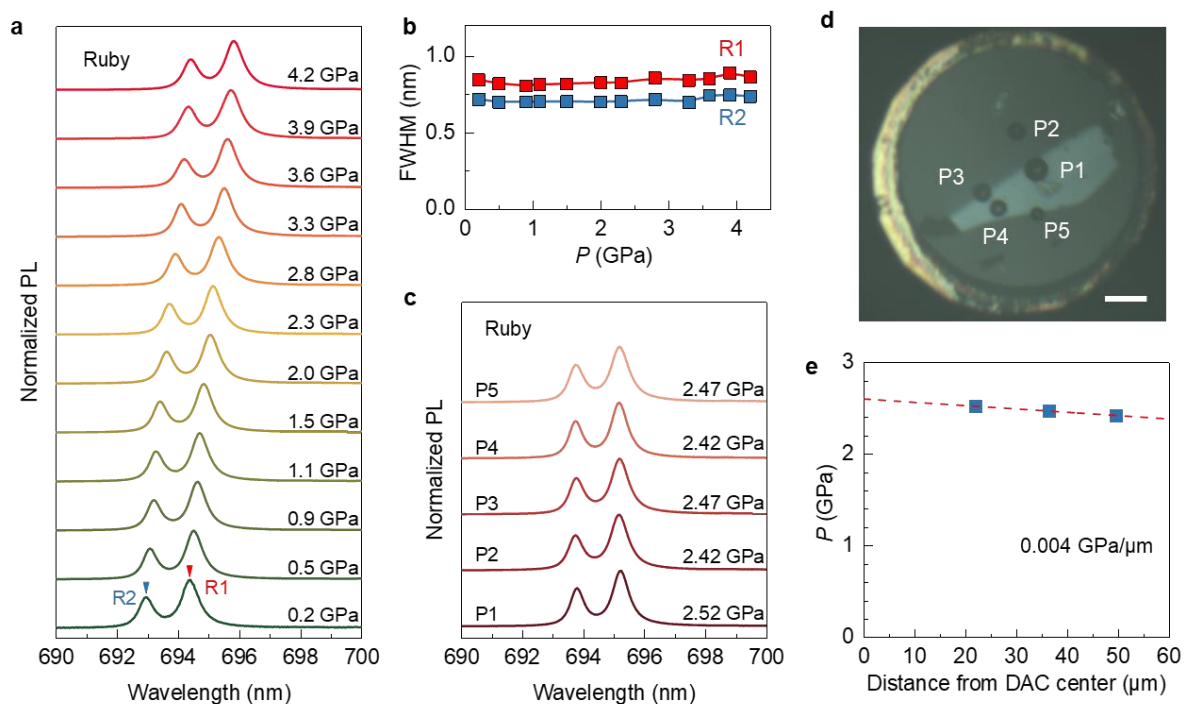 a
Ruby
4.2 GPa
3.9 GPa
3.6 GPa
3.3 GPa
2.8 GPa
2.3 GPa
2.0 GPa
1.5 GPa
1.1 GPa
0.9 GPa
0.5 GPa
R2
R1
0.2 GPa
Normalized PL
690 692 694 696 698 700
Wavelength (nm)
b
1.0
0.5
0.0
FWHM (nm)
R1
R2
0 1 2 3 4
P (GPa)
c
Ruby
P5 2.47 GPa
P4 2.42 GPa
P3 2.47 GPa
P2 2.42 GPa
P1 2.52 GPa
Normalized PL
690 692 694 696 698 700
Wavelength (nm)
d
P2
P1
P3
P4
P5
e
3
2
1
0
P (GPa)
0.004 GPa/μm
0 10 20 30 40 50 60
Distance from DAC center (μm)